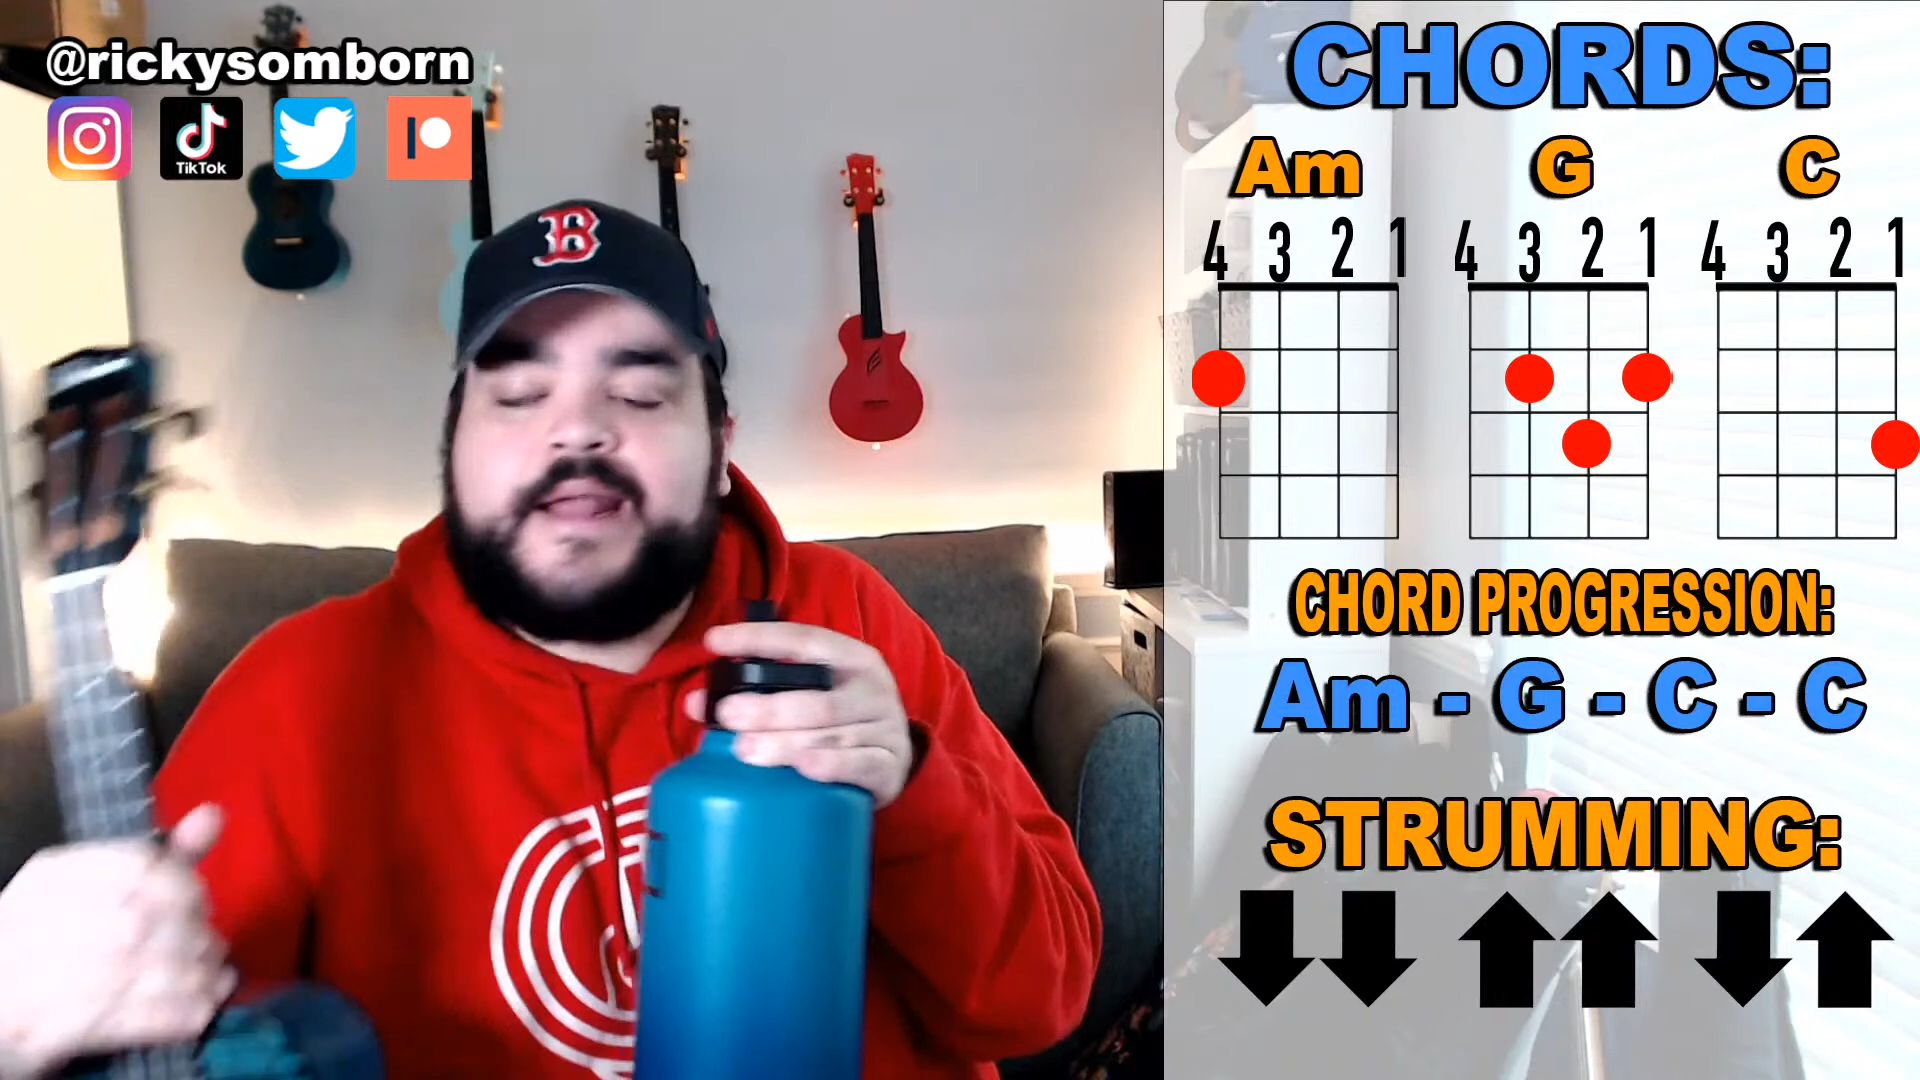 @rickysomborn
TikTok
B
CHORDS:
Am G C
4 3 2 1 4 3 2 1 4 3 2 1
CHORD PROGRESSION:
Am - G - C - C
STRUMMING: